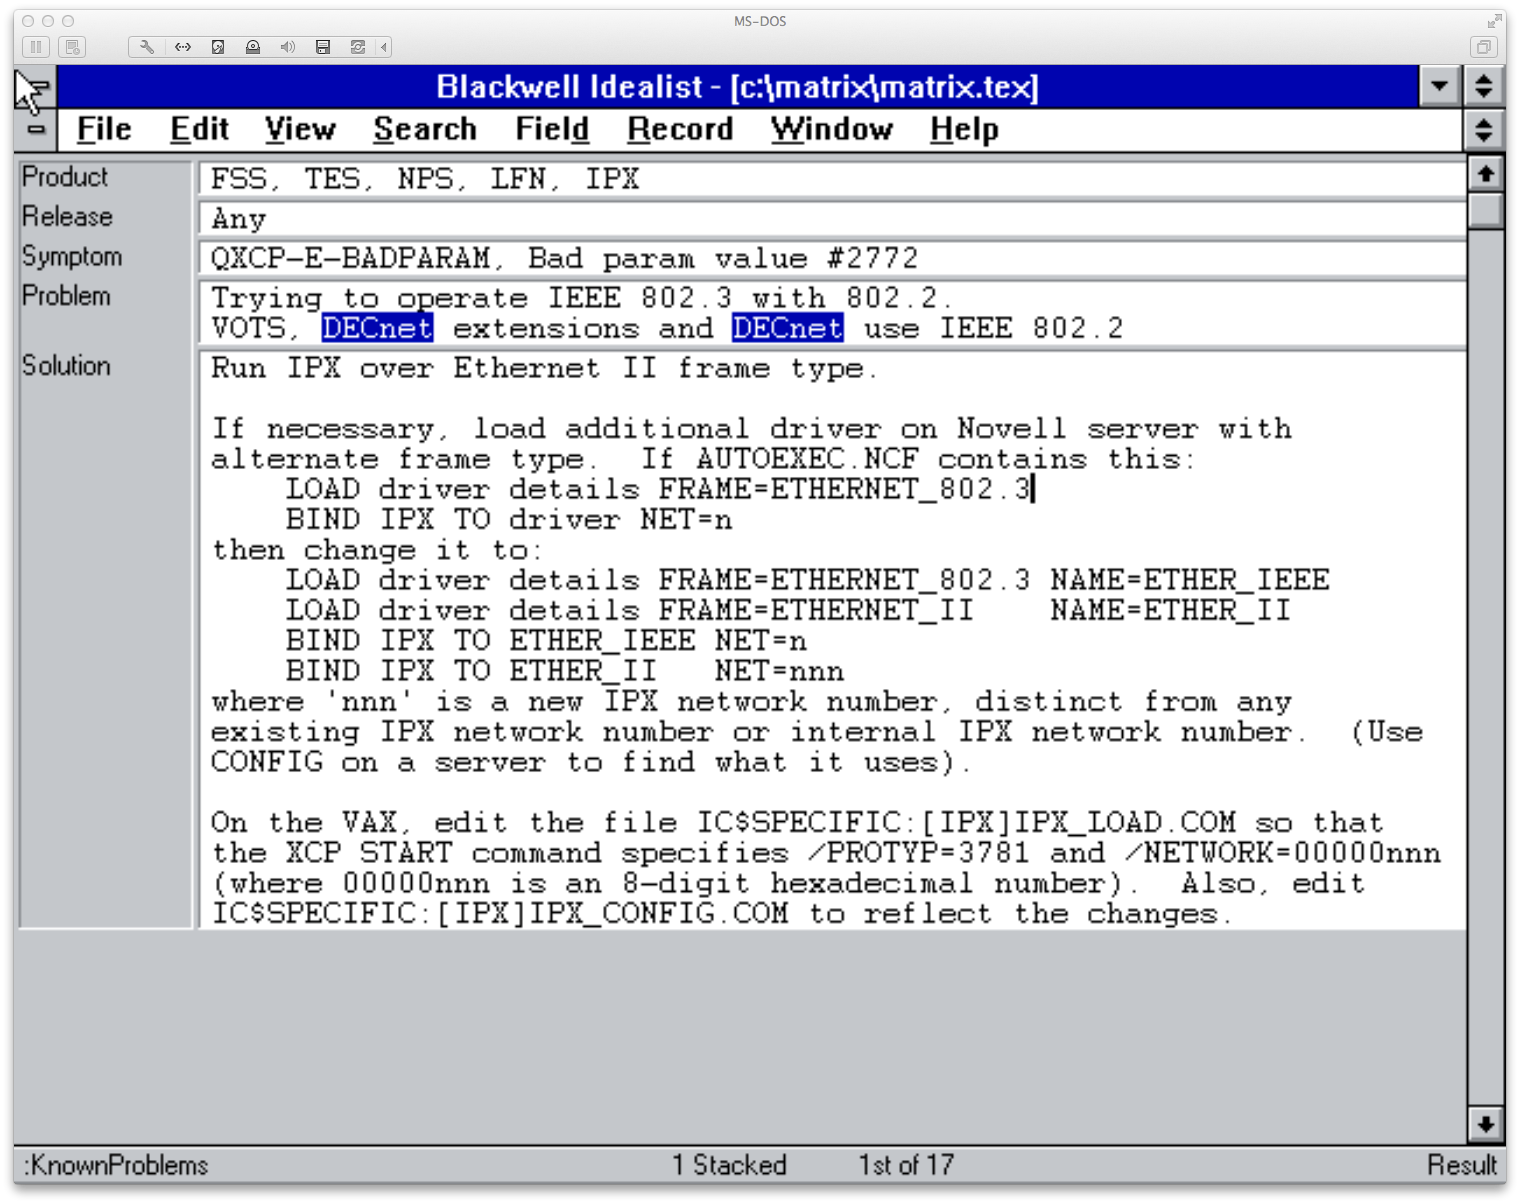 MS-DOS
Blackwell Idealist - [c:\matrix\matrix.tex]
File Edit View Search Field Record Window Help
Product FSS, TES, NPS, LFN, IPX
Release Any
Symptom QXCP-E-BADPARAM, Bad param value #2772
Problem Trying to operate IEEE 802.3 with 802.2.
VOTS, DECnet extensions and DECnet use IEEE 802.2
Solution Run IPX over Ethernet II frame type.
If necessary, load additional driver on Novell server with
alternate frame type.  If AUTOEXEC.NCF contains this:
    LOAD driver details FRAME=ETHERNET_802.3
    BIND IPX TO driver NET=n
then change it to:
    LOAD driver details FRAME=ETHERNET_802.3 NAME=ETHER_IEEE
    LOAD driver details FRAME=ETHERNET_II    NAME=ETHER_II
    BIND IPX TO ETHER_IEEE NET=n
    BIND IPX TO ETHER_II   NET=nnn
where 'nnn' is a new IPX network number, distinct from any
existing IPX network number or internal IPX network number.  (Use
CONFIG on a server to find what it uses).
On the VAX, edit the file IC$SPECIFIC:[IPX]IPX_LOAD.COM so that
the XCP START command specifies /PROTYP=3781 and /NETWORK=00000nnn
(where 00000nnn is an 8-digit hexadecimal number).  Also, edit
IC$SPECIFIC:[IPX]IPX_CONFIG.COM to reflect the changes.
:KnownProblems 1 Stacked 1st of 17 Result